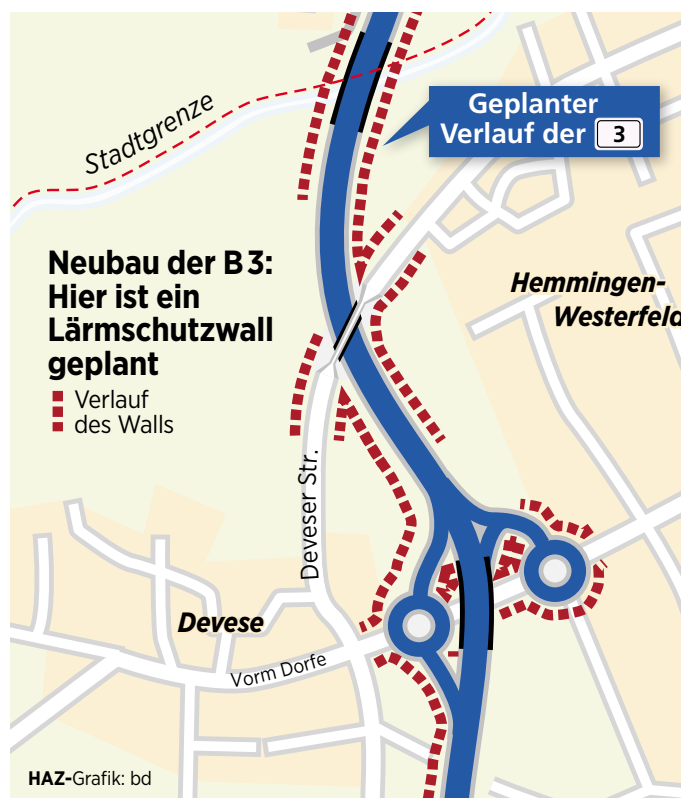 Stadtgrenze
Geplanter
Verlauf der 3
Neubau der B 3:
Hier ist ein
Lärmschutzwall
geplant
Verlauf
des Walls
Hemmingen-
Westerfeld
Deveser Str.
Devese
Vorm Dorfe
HAZ-Grafik: bd